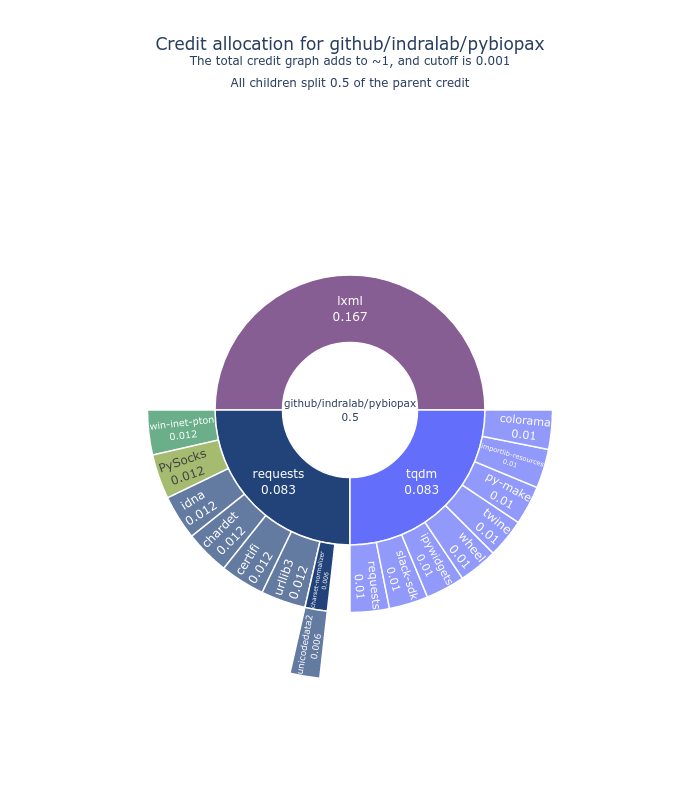 Credit allocation for github/indralab/pybiopax
The total credit graph adds to ~1, and cutoff is 0.001
All children split 0.5 of the parent credit
lxml
0.167
github/indralab/pybiopax
0.5
requests
0.083
tqdm
0.083
win-inet-pton
0.012
PySocks
0.012
idna
0.012
chardet
0.012
certifi
0.012
urllib3
0.012
charset-normalizer
0.006
unicodedata2
0.006
colorama
0.01
importlib-resources
0.01
py-make
0.01
twine
0.01
wheel
0.01
ipywidgets
0.01
slack-sdk
0.01
requests
0.01